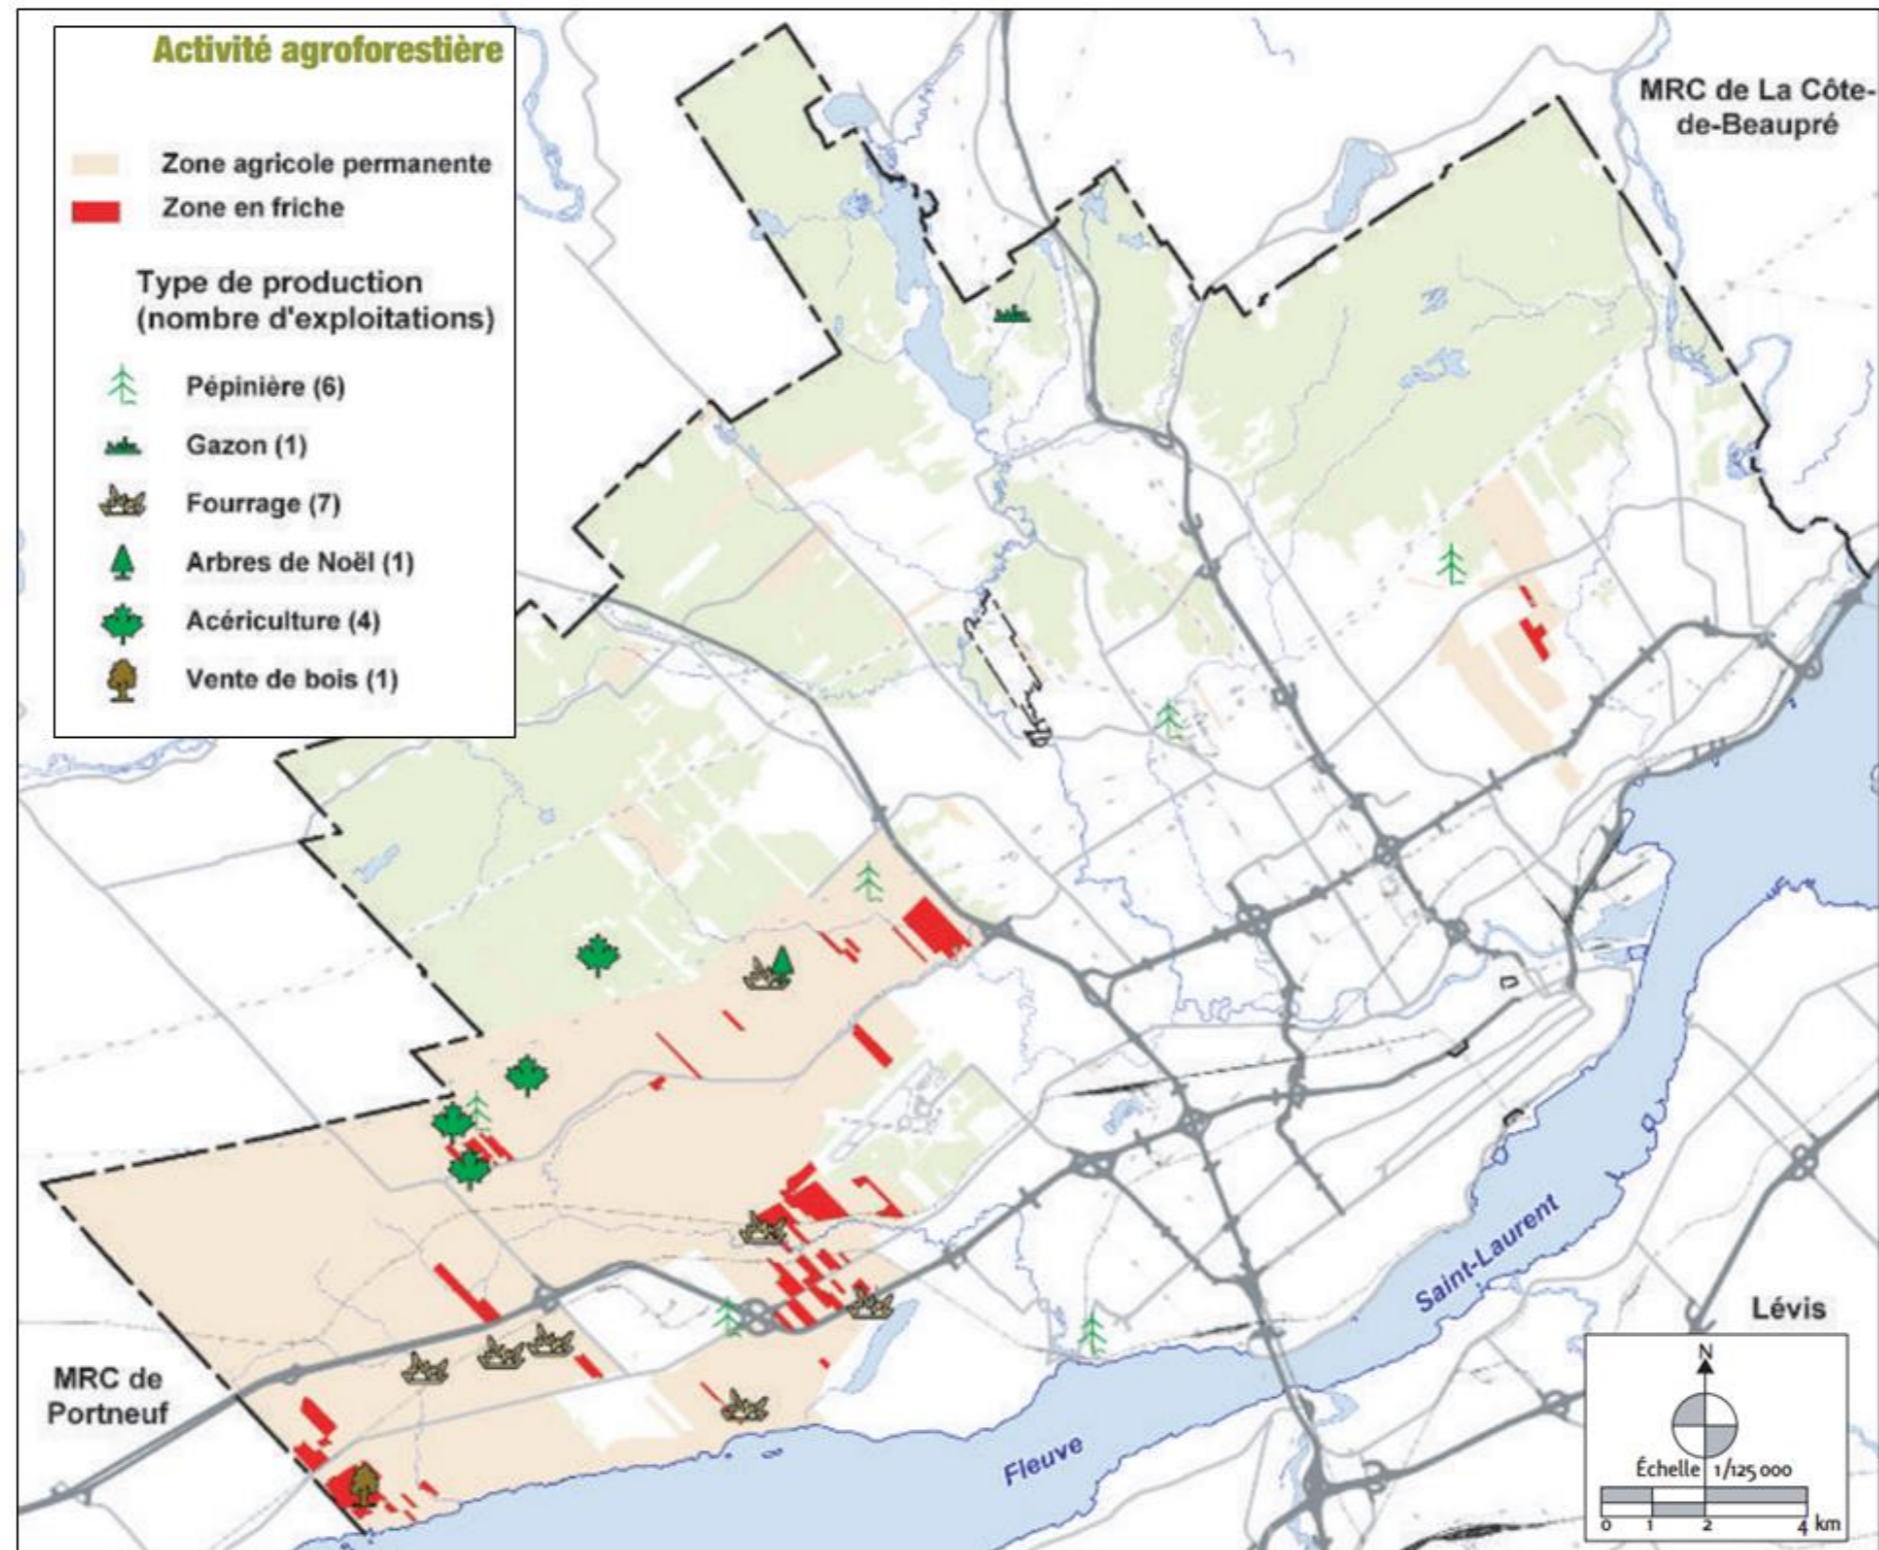 Activité agroforestière
Zone agricole permanente
Zone en friche
Type de production
(nombre d'exploitations)
Pépinière (6)
Gazon (1)
Fourrage (7)
Arbres de Noël (1)
Acériculture (4)
Vente de bois (1)
MRC de La Côte-
de-Beaupré
MRC de
Portneuf
Fleuve
Saint-Laurent
Lévis
N
Échelle 1/125 000
0 1 2 4 km